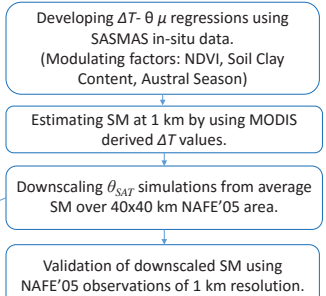 Developing ΔT- θ μ regressions using
SASMAS in-situ data.
(Modulating factors: NDVI, Soil Clay
Content, Austral Season)
Estimating SM at 1 km by using MODIS
derived ΔT values.
Downscaling θSAT simulations from average
SM over 40x40 km NAFE'05 area.
Validation of downscaled SM using
NAFE'05 observations of 1 km resolution.